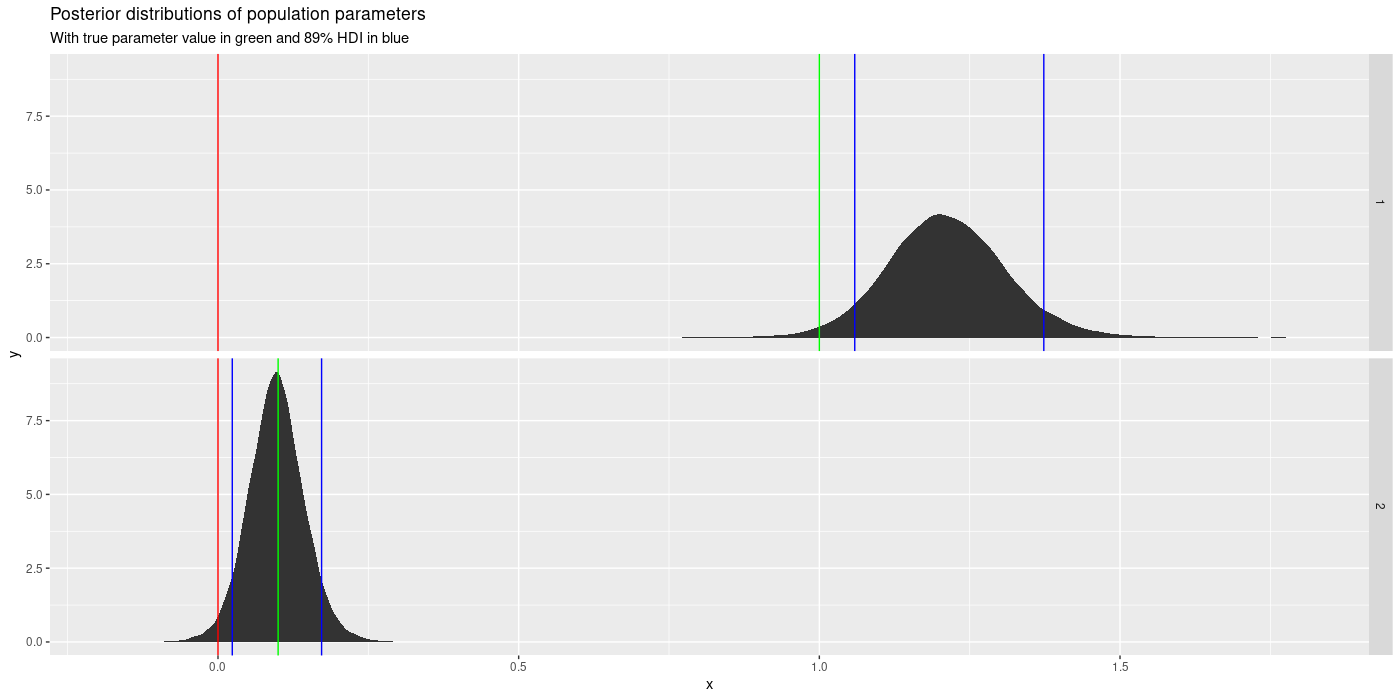 Posterior distributions of population parameters
With true parameter value in green and 89% HDI in blue
7.5
5.0
2.5
0.0
1
y
7.5
5.0
2.5
0.0
2
0.0 0.5 1.0 1.5
x